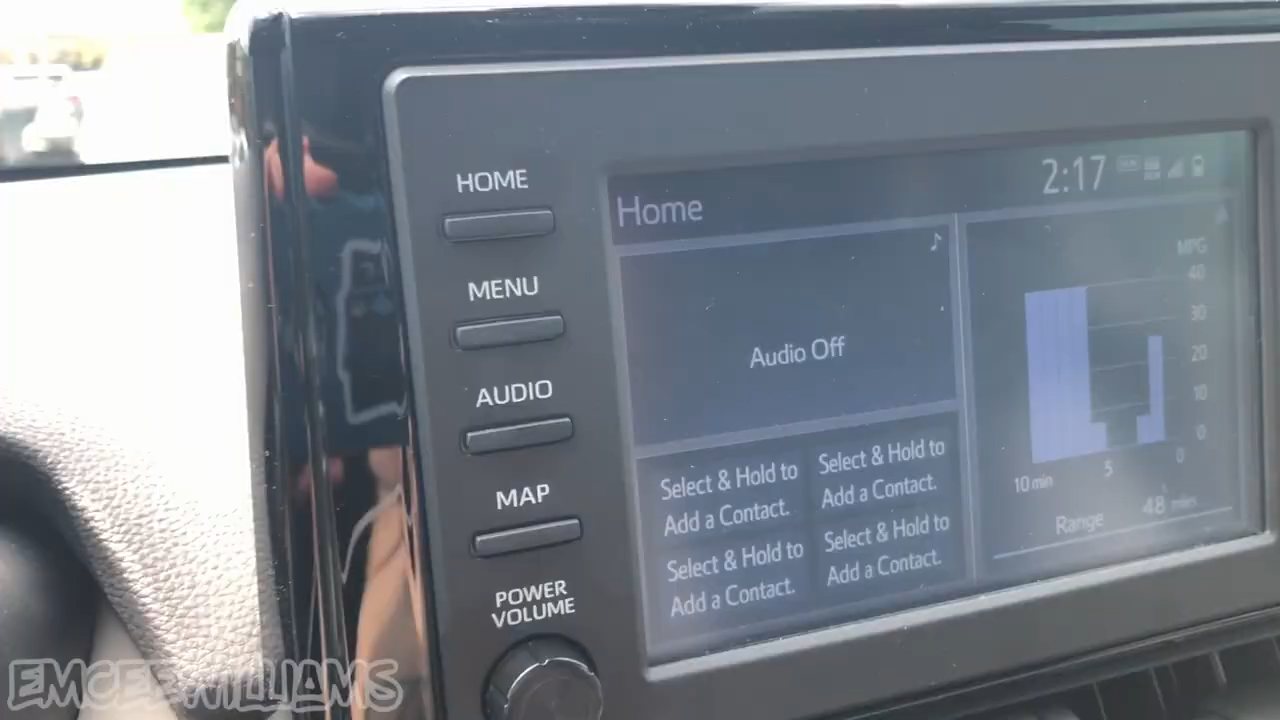 HOME
MENU
AUDIO
MAP
POWER
VOLUME
Home
2:17
Audio Off
Select & Hold to
Add a Contact.
Select & Hold to
Add a Contact.
Select & Hold to
Add a Contact.
Select & Hold to
Add a Contact.
MPG
40
30
20
10
0
10 min
5
0
Range 48 miles
EMCEE WILLIAMS